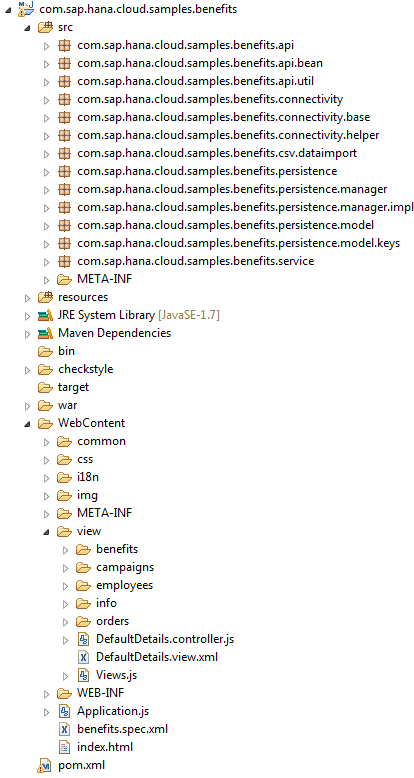 com.sap.hana.cloud.samples.benefits
src
com.sap.hana.cloud.samples.benefits.api
com.sap.hana.cloud.samples.benefits.api.bean
com.sap.hana.cloud.samples.benefits.api.util
com.sap.hana.cloud.samples.benefits.connectivity
com.sap.hana.cloud.samples.benefits.connectivity.base
com.sap.hana.cloud.samples.benefits.connectivity.helper
com.sap.hana.cloud.samples.benefits.csv.dataimport
com.sap.hana.cloud.samples.benefits.persistence
com.sap.hana.cloud.samples.benefits.persistence.manager
com.sap.hana.cloud.samples.benefits.persistence.manager.impl
com.sap.hana.cloud.samples.benefits.persistence.model
com.sap.hana.cloud.samples.benefits.persistence.model.keys
com.sap.hana.cloud.samples.benefits.service
META-INF
resources
JRE System Library [JavaSE-1.7]
Maven Dependencies
bin
checkstyle
target
war
WebContent
common
css
i18n
img
META-INF
view
benefits
campaigns
employees
info
orders
DefaultDetails.controller.js
DefaultDetails.view.xml
Views.js
WEB-INF
Application.js
benefits.spec.xml
index.html
pom.xml